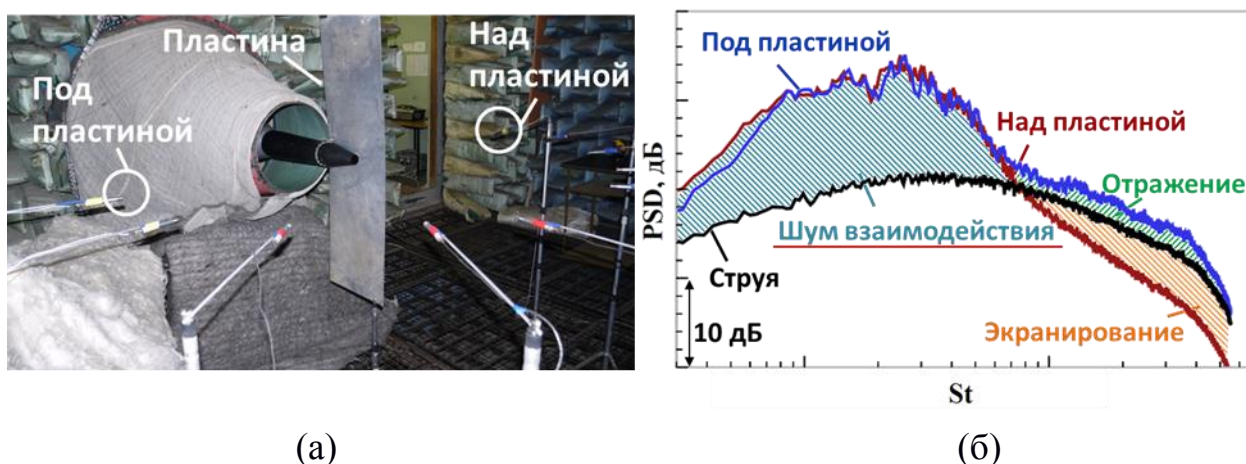 Пластина
Под
пластиной
Над
пластиной
PSD, дБ
Под пластиной
Над пластиной
Отражение
Шум взаимодействия
Струя
10 дБ
Экранирование
St
(а)
(б)